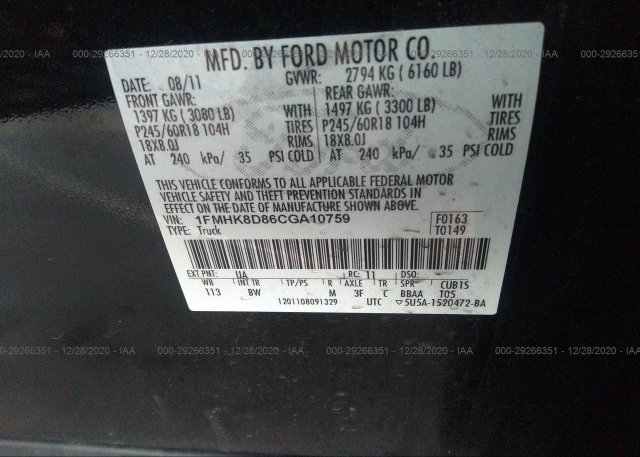 000-29266351 - 12/28/2020 - IAA 000-29266351 - 12/28/2020 - IAA 000-29266351 - 12/28/2020 - IAA
MFD. BY FORD MOTOR CO.
DATE: 08/11 GVWR: 2794 KG (6160 LB)
FRONT GAWR: REAR GAWR:
1397 KG (3080 LB) WITH 1497 KG (3300 LB) WITH
P245/60R18 104H TIRES P245/60R18 104H TIRES
18X8.0J RIMS 18X8.0J RIMS
AT 240 kPa/ 35 PSI COLD AT 240 kPa/ 35 PSI COLD
THIS VEHICLE CONFORMS TO ALL APPLICABLE FEDERAL MOTOR
VEHICLE SAFETY AND THEFT PREVENTION STANDARDS IN
EFFECT ON THE DATE OF MANUFACTURE SHOWN ABOVE.
VIN: 1FMHK8D86CGA10759 F0163
TYPE: Truck T0149
EXT PNT: UA RC: 11 DSO:
WB INT TR TP/PS R AXLE TR SPR CUB1S
113 BW M 3F C BBAA T05
1201108091329 UTC ▽5U5A-1520472-BA
000-29266351 - 12/28/2020 - IAA 000-29266351 - 12/28/2020 - IAA 000-29266351 - 12/28/2020 - IAA